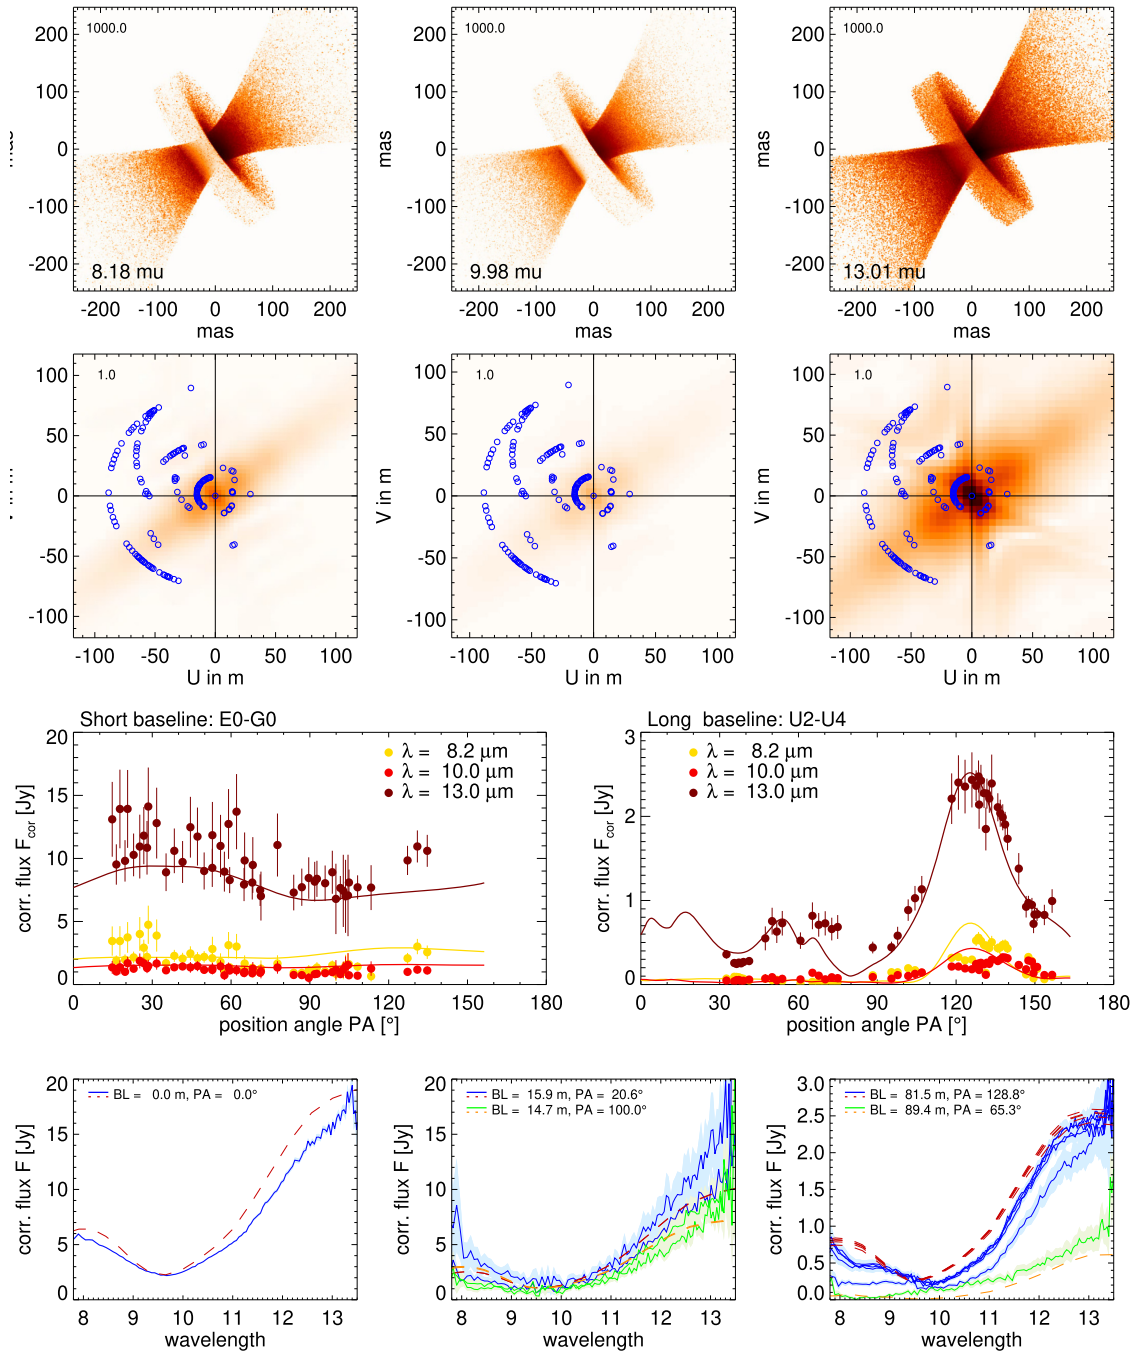 1000.0
1000.0
1000.0
200
100
0
-100
-200
8.18 mu
-200 -100 0 100 200
mas
mas
200
100
0
-100
-200
9.98 mu
-200 -100 0 100 200
mas
mas
200
100
0
-100
-200
13.01 mu
-200 -100 0 100 200
mas
1.0
100
50
0
-50
-100
V in m
-100 -50 0 50 100
U in m
1.0
100
50
0
-50
-100
V in m
-100 -50 0 50 100
U in m
1.0
100
50
0
-50
-100
V in m
-100 -50 0 50 100
U in m
Short baseline: E0-G0
20
15
10
5
0
corr. flux Fcor [Jy]
λ = 8.2 μm
λ = 10.0 μm
λ = 13.0 μm
0 30 60 90 120 150 180
position angle PA [°]
Long baseline: U2-U4
3
2
1
0
corr. flux Fcor [Jy]
λ = 8.2 μm
λ = 10.0 μm
λ = 13.0 μm
0 30 60 90 120 150 180
position angle PA [°]
20
15
10
5
0
corr. flux F [Jy]
BL = 0.0 m, PA = 0.0°
8 9 10 11 12 13
wavelength
20
15
10
5
0
corr. flux F [Jy]
BL = 15.9 m, PA = 20.6°
BL = 14.7 m, PA = 100.0°
8 9 10 11 12 13
wavelength
3.0
2.5
2.0
1.5
1.0
0.5
0.0
corr. flux F [Jy]
BL = 81.5 m, PA = 128.8°
BL = 89.4 m, PA = 65.3°
8 9 10 11 12 13
wavelength